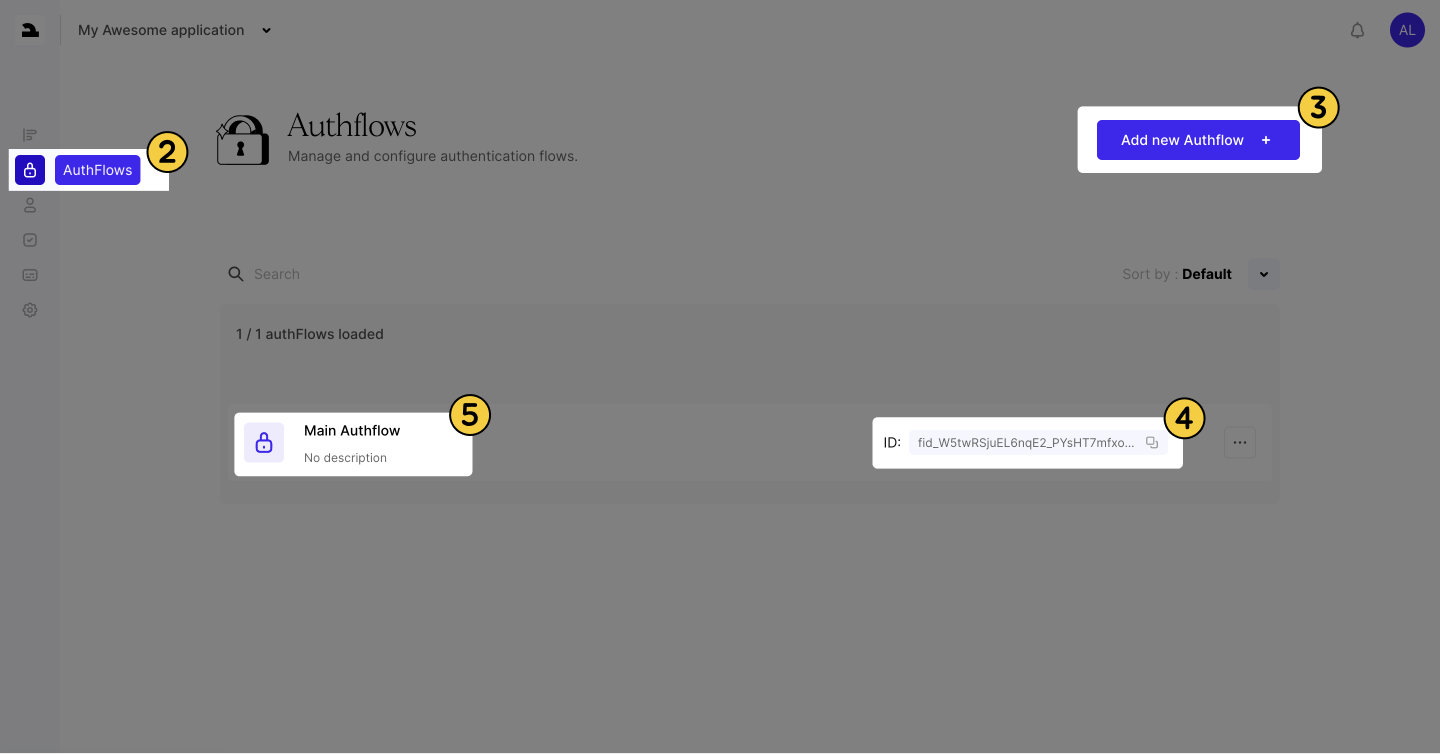 My Awesome application
AL
Authflows
Manage and configure authentication flows.
3
Add new Authflow +
2
AuthFlows
Search
Sort by : Default
1 / 1 authFlows loaded
5
Main Authflow
No description
4
ID: fid_W5twRSjuEL6nqE2_PYsHT7mfxo...